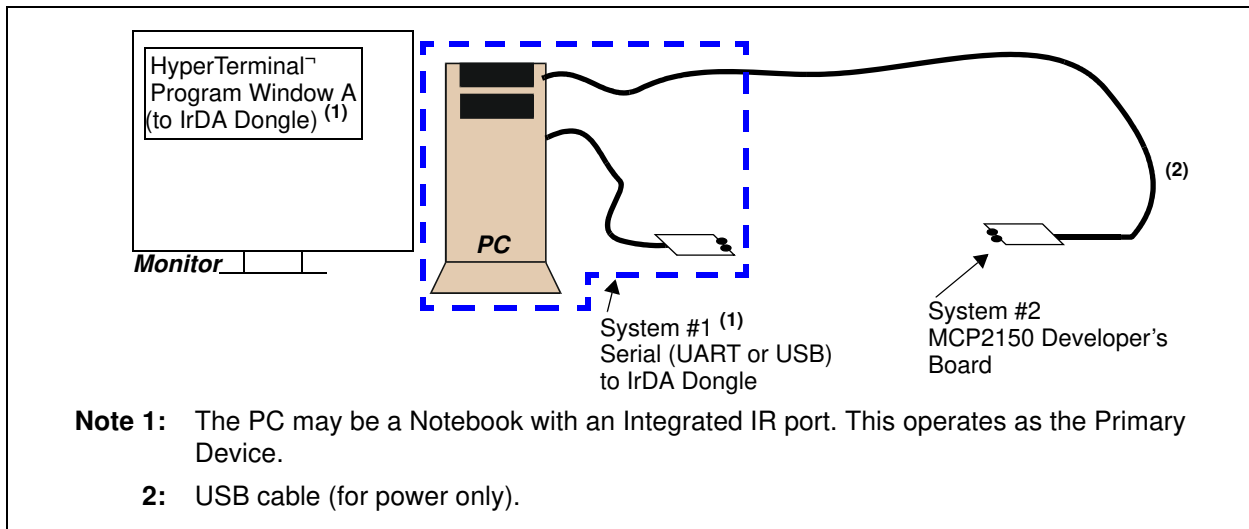 HyperTerminal¬
Program Window A
(to IrDA Dongle) (1)
PC
(2)
Monitor
System #1 (1)
Serial (UART or USB)
to IrDA Dongle
System #2
MCP2150 Developer's
Board
Note 1: The PC may be a Notebook with an Integrated IR port. This operates as the Primary
Device.
2: USB cable (for power only).